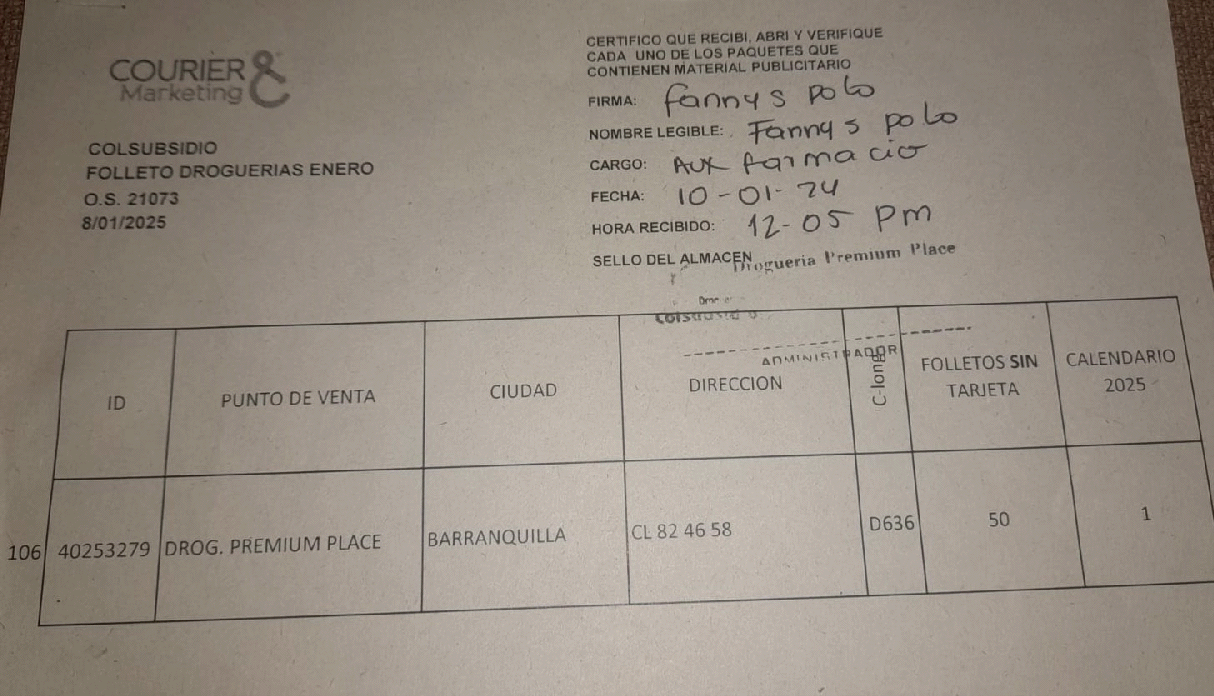 COURIER &
Marketing
COLSUBSIDIO
FOLLETO DROGUERIAS ENERO
O.S. 21073
8/01/2025
CERTIFICO QUE RECIBI, ABRI Y VERIFIQUE
CADA UNO DE LOS PAQUETES QUE
CONTIENEN MATERIAL PUBLICITARIO
FIRMA: fannys polo
NOMBRE LEGIBLE: Fannys polo
CARGO: AUX farmacio
FECHA: 10-01-24
HORA RECIBIDO: 12-05 pm
SELLO DEL ALMACEN Drogueria Premium Place
ADMINISTRADOR
ID PUNTO DE VENTA CIUDAD DIRECCION C-long FOLLETOS SIN TARJETA CALENDARIO 2025
106 40253279 DROG. PREMIUM PLACE BARRANQUILLA CL 82 46 58 D636 50 1